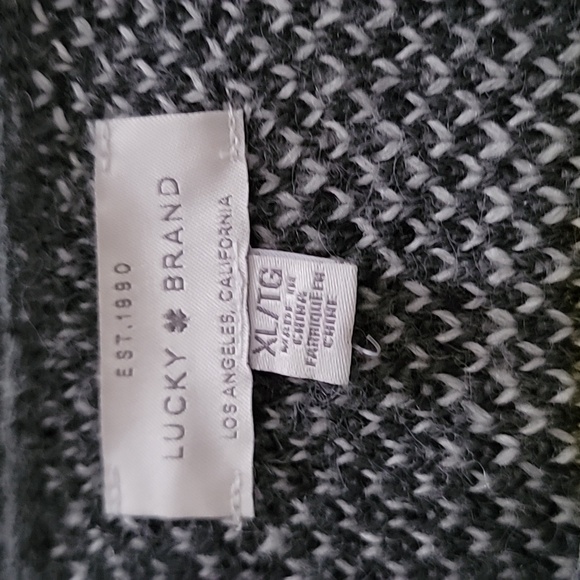 EST. 1990
LUCKY BRAND
LOS ANGELES, CALIFORNIA
XL/TG
MADE IN
CHINA
FABRIQUÉ EN
CHINE